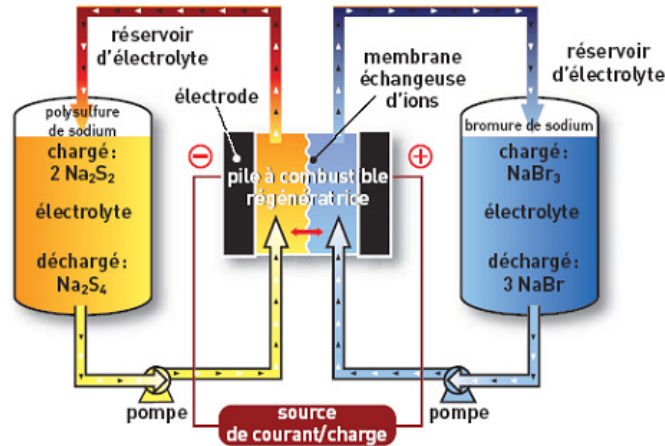 réservoir
d'électrolyte
électrode
membrane
échangeuse
d'ions
réservoir
d'électrolyte
polysulfure
de sodium
chargé :
2 Na₂S₂
électrolyte
déchargé :
Na₂S₄
−
+
pile à combustible
régénératrice
bromure de sodium
chargé :
NaBr₃
électrolyte
déchargé :
3 NaBr
pompe
source
de courant/charge
pompe